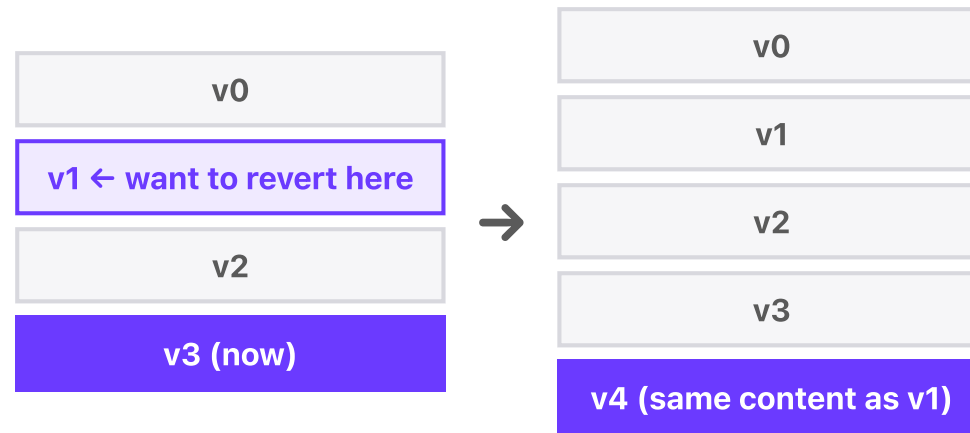 v0
v1 ← want to revert here
v2
v3 (now)
v0
v1
v2
v3
v4 (same content as v1)